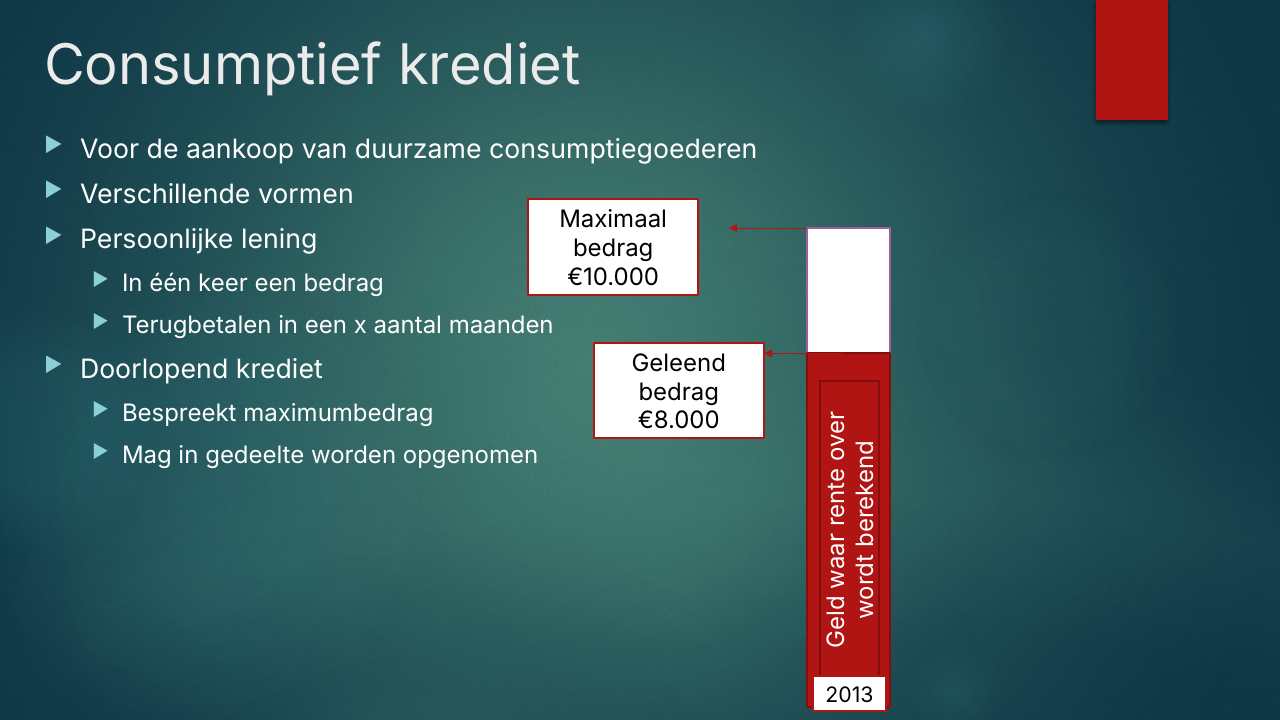 Consumptief krediet
Voor de aankoop van duurzame consumptiegoederen
Verschillende vormen
Persoonlijke lening
In één keer een bedrag
Terugbetalen in een x aantal maanden
Doorlopend krediet
Bespreekt maximumbedrag
Mag in gedeelte worden opgenomen
Maximaal
bedrag
€10.000
Geleend
bedrag
€8.000
Geld waar rente over
wordt berekend
2013